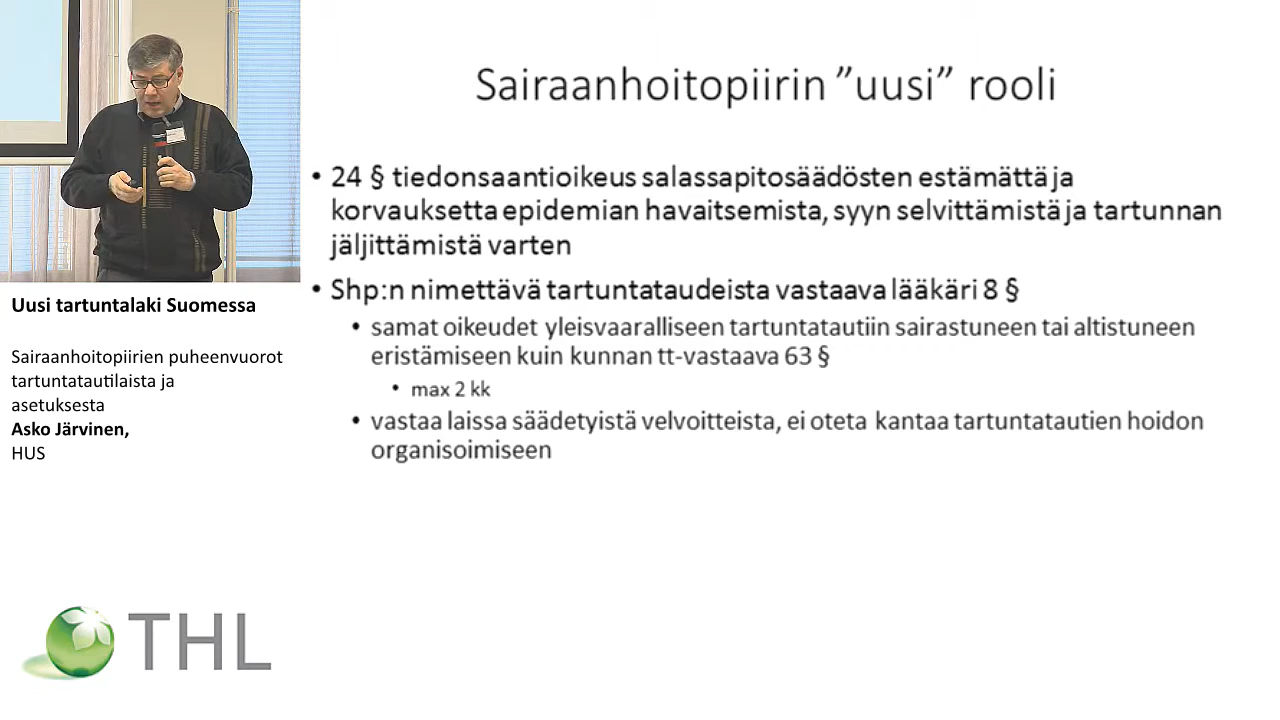 Sairaanhoitopiirin ”uusi” rooli
• 24 § tiedonsaantioikeus salassapitosäädösten estämättä ja
korvauksetta epidemian havaitsemista, syyn selvittämistä ja tartunnan
jäljittämistä varten
• Shp:n nimettävä tartuntataudeista vastaava lääkäri 8 §
• samat oikeudet yleisvaaralliseen tartuntatautiin sairastuneen tai altistuneen
eristämiseen kuin kunnan tt-vastaava 63 §
• max 2 kk
• vastaa laissa säädetyistä velvoitteista, ei oteta kantaa tartuntatautien hoidon
organisoimiseen
Uusi tartuntalaki Suomessa
Sairaanhoitopiirien puheenvuorot
tartuntatautilaista ja
asetuksesta
Asko Järvinen,
HUS
THL